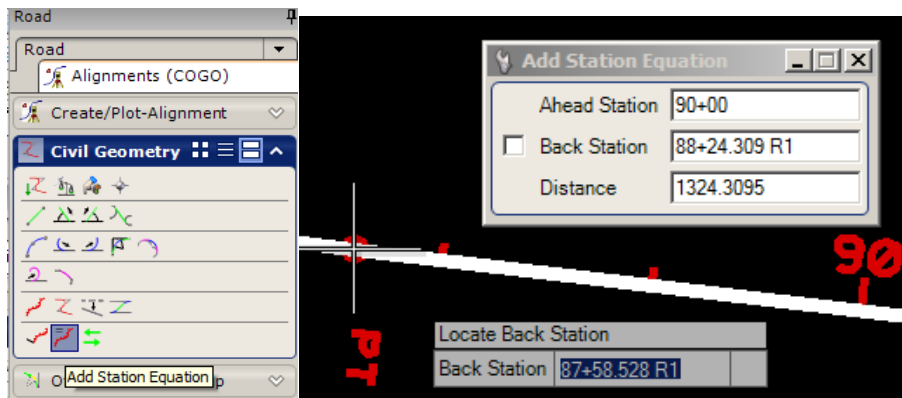 Road
Road
Alignments (COGO)
Create/Plot-Alignment
Civil Geometry
Add Station Equation
Add Station Equation
Ahead Station 90+00
Back Station 88+24.309 R1
Distance 1324.3095
90
PT
Locate Back Station
Back Station 87+58.528 R1